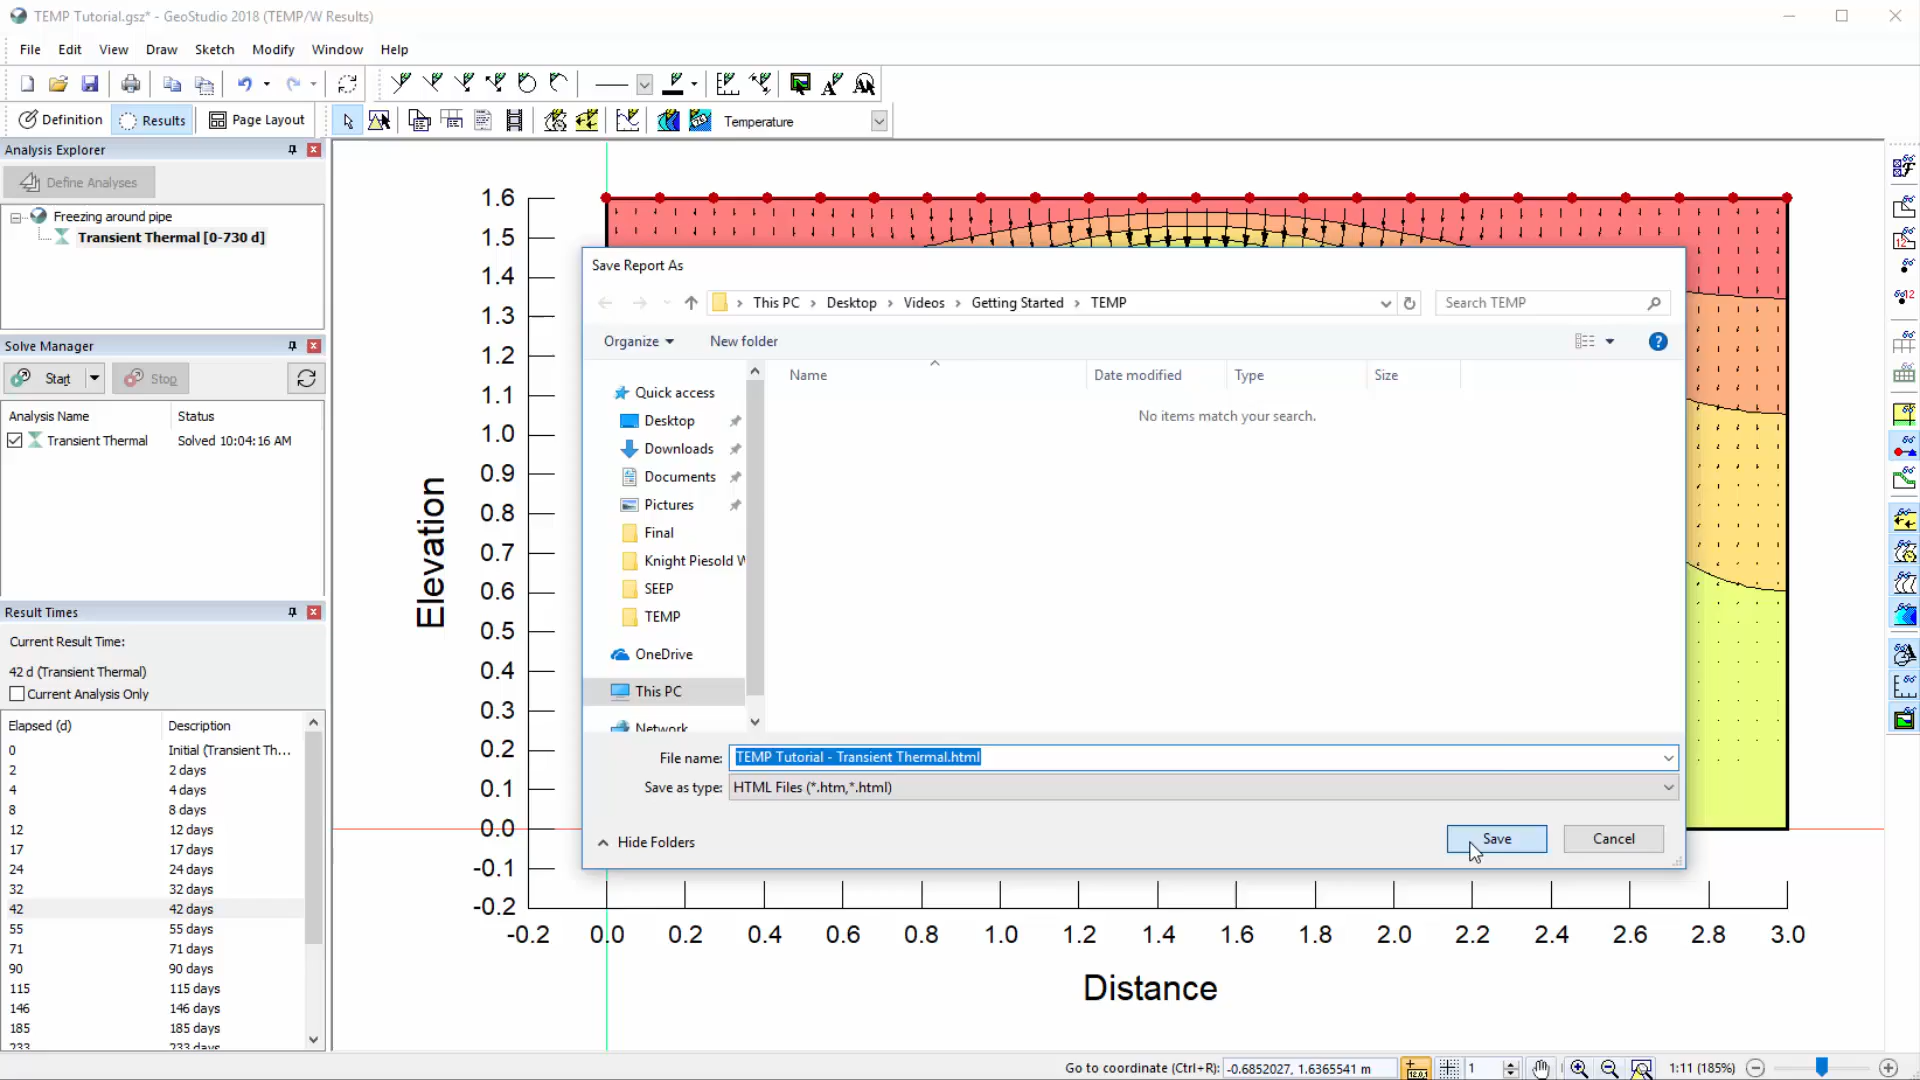 TEMP Tutorial.gsz* - GeoStudio 2018 (TEMP/W Results)
File Edit View Draw Sketch Modify Window Help
Definition Results Page Layout Temperature
Analysis Explorer
Define Analyses
Freezing around pipe
Transient Thermal [0-730 d]
Solve Manager
Start Stop
Analysis Name Status
Transient Thermal Solved 10:04:16 AM
Result Times
Current Result Time:
42 d (Transient Thermal)
Current Analysis Only
Elapsed (d) Description
0 Initial (Transient Th...
2 2 days
4 4 days
8 8 days
12 12 days
17 17 days
24 24 days
32 32 days
42 42 days
55 55 days
71 71 days
90 90 days
115 115 days
146 146 days
185 185 days
233 233 days
Elevation
1.6
1.5
1.4
1.3
1.2
1.1
1.0
0.9
0.8
0.7
0.6
0.5
0.4
0.3
0.2
0.1
0.0
-0.1
-0.2
-0.2 0.0 0.2 0.4 0.6 0.8 1.0 1.2 1.4 1.6 1.8 2.0 2.2 2.4 2.6 2.8 3.0
Distance
Save Report As
This PC > Desktop > Videos > Getting Started > TEMP
Search TEMP
Organize New folder
Name Date modified Type Size
No items match your search.
Quick access
Desktop
Downloads
Documents
Pictures
Final
Knight Piesold W
SEEP
TEMP
OneDrive
This PC
Network
File name: TEMP Tutorial - Transient Thermal.html
Save as type: HTML Files (*.htm,*.html)
Hide Folders Save Cancel
Go to coordinate (Ctrl+R): -0.6852027, 1.6365541 m 1 1:11 (185%)